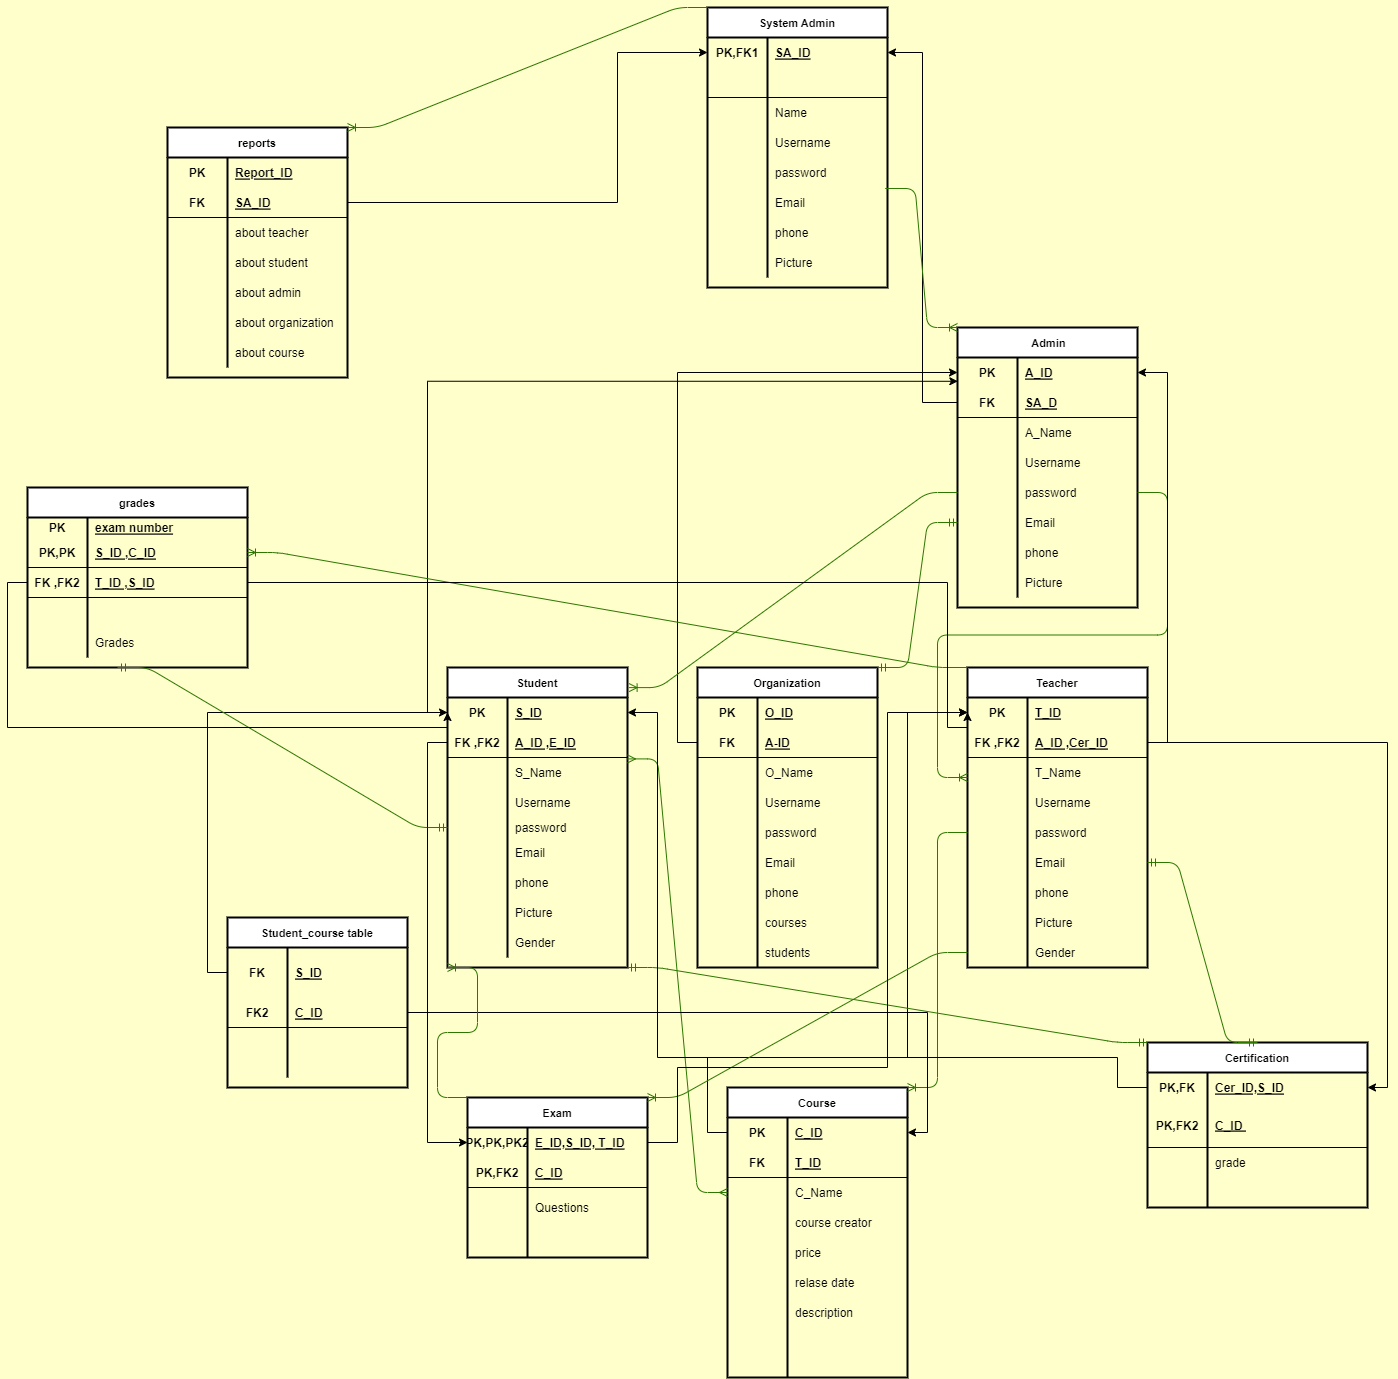 System Admin
PK,FK1 SA_ID
Name
Username
password
Email
phone
Picture
reports
PK Report_ID
FK SA_ID
about teacher
about student
about admin
about organization
about course
Admin
PK A_ID
FK SA_D
A_Name
Username
password
Email
phone
Picture
grades
PK exam number
PK,PK S_ID ,C_ID
FK ,FK2 T_ID ,S_ID
Grades
Student
PK S_ID
FK ,FK2 A_ID ,E_ID
S_Name
Username
password
Email
phone
Picture
Gender
Organization
PK O_ID
FK A-ID
O_Name
Username
password
Email
phone
courses
students
Teacher
PK T_ID
FK ,FK2 A_ID ,Cer_ID
T_Name
Username
password
Email
phone
Picture
Gender
Student_course table
FK S_ID
FK2 C_ID
Certification
PK,FK Cer_ID,S_ID
PK,FK2 C_ID
grade
Exam
PK,PK,PK2 E_ID,S_ID, T_ID
PK,FK2 C_ID
Questions
Course
PK C_ID
FK T_ID
C_Name
course creator
price
relase date
description